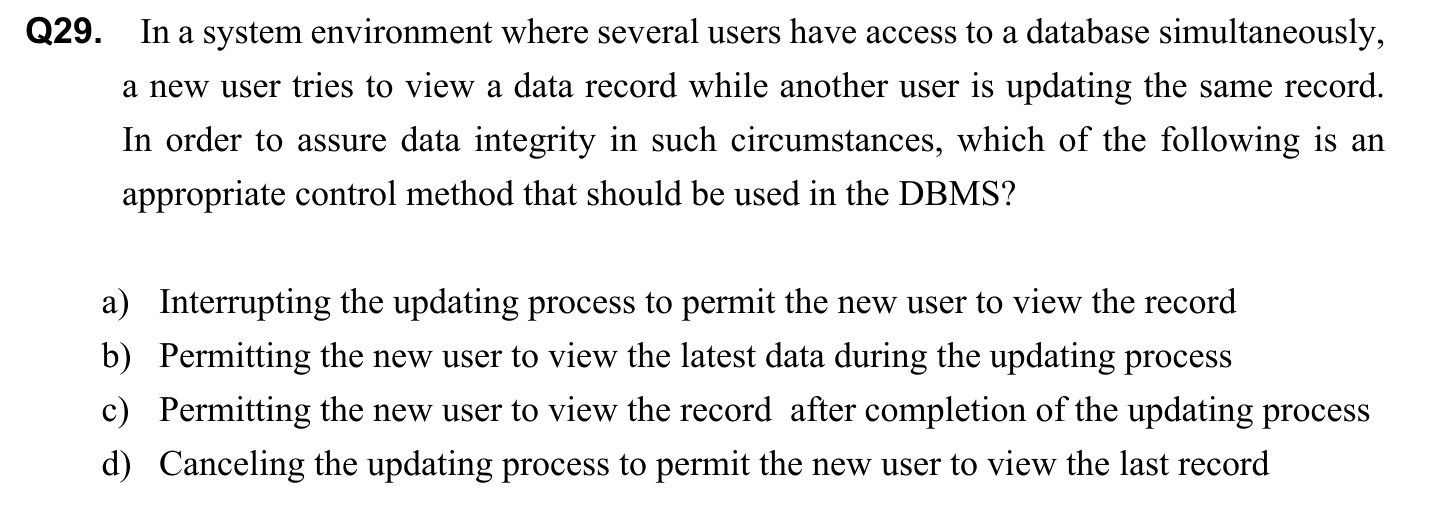 Q29. In a system environment where several users have access to a database simultaneously,
a new user tries to view a data record while another user is updating the same record.
In order to assure data integrity in such circumstances, which of the following is an
appropriate control method that should be used in the DBMS?
a) Interrupting the updating process to permit the new user to view the record
b) Permitting the new user to view the latest data during the updating process
c) Permitting the new user to view the record after completion of the updating process
d) Canceling the updating process to permit the new user to view the last record